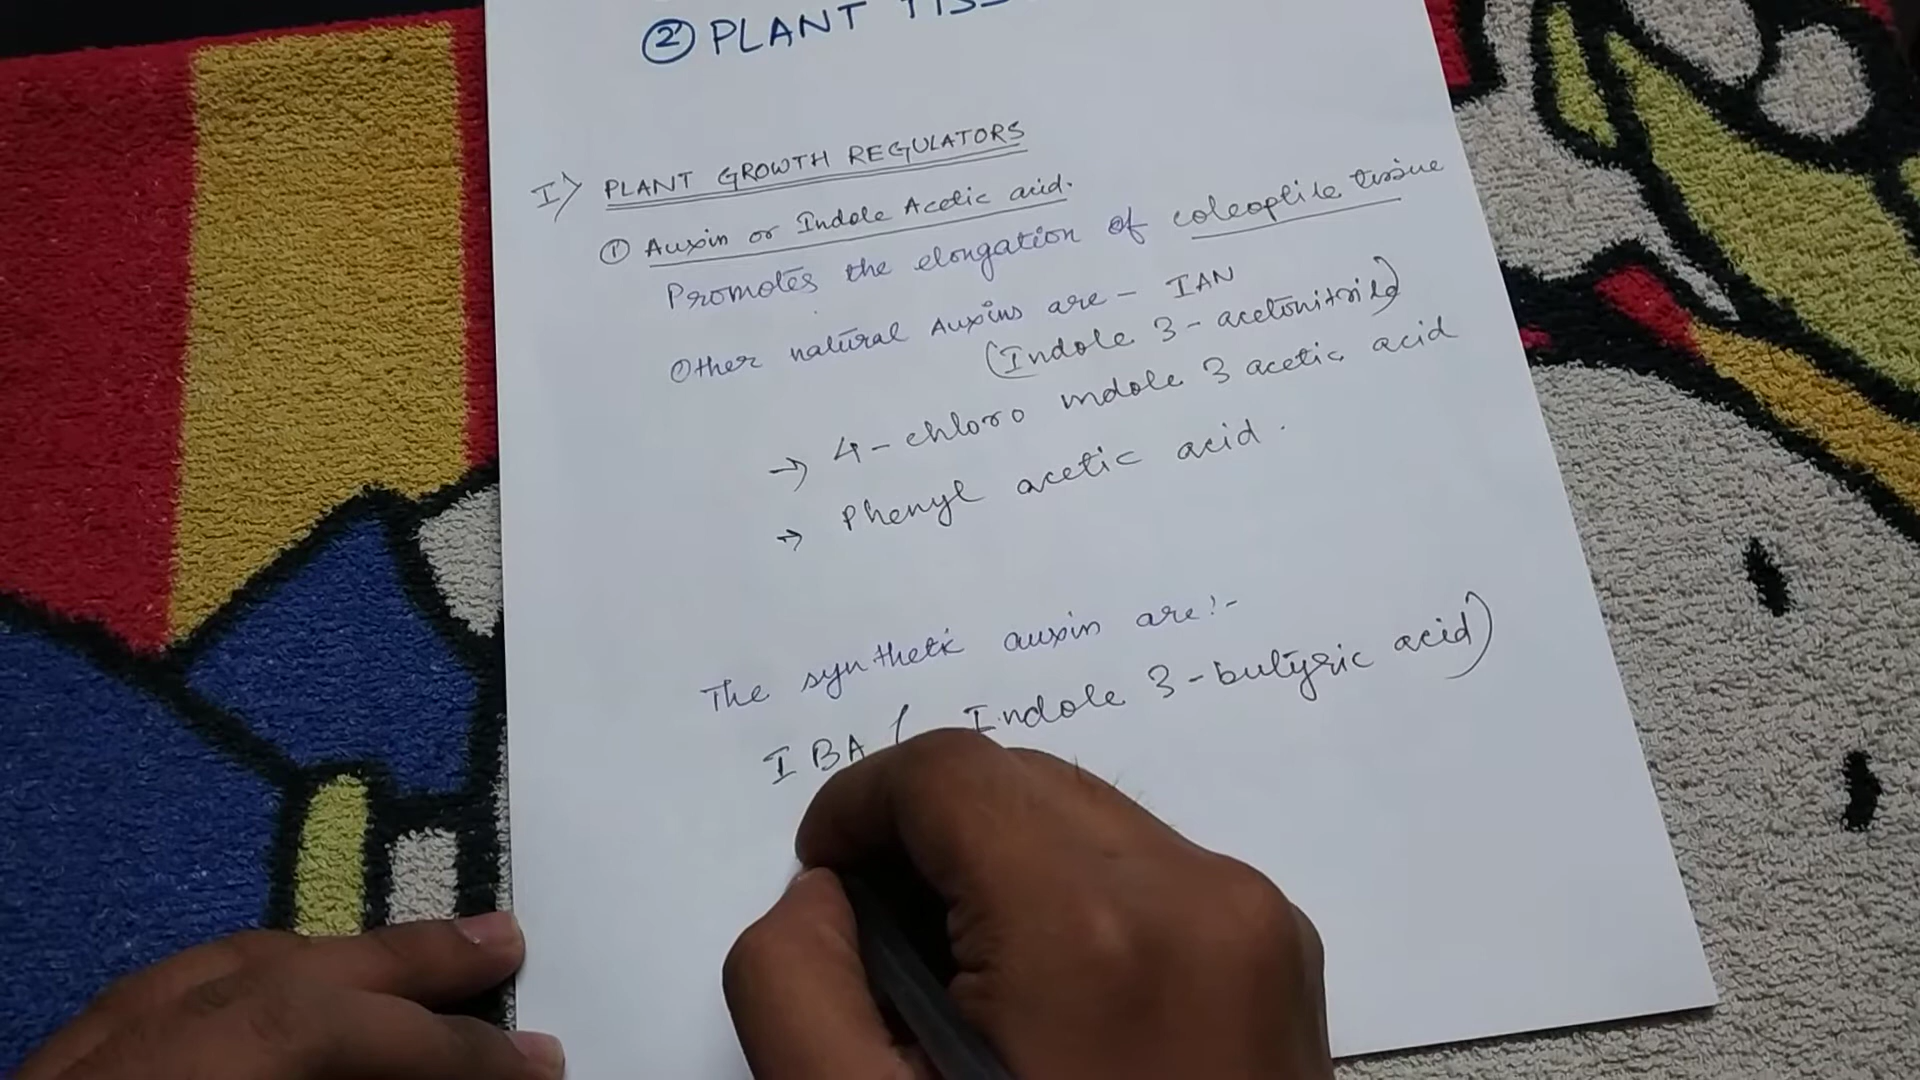 ② PLANT TISS
I) PLANT GROWTH REGULATORS
① Auxin or Indole Acetic acid.
Promotes the elongation of coleoptile tissue
Other natural Auxins are - IAN
(Indole 3-acetonitrile)
→ 4-chloro indole 3 acetic acid
→ Phenyl acetic acid.
The synthetic auxin are:-
IBA ( Indole 3-butyric acid)